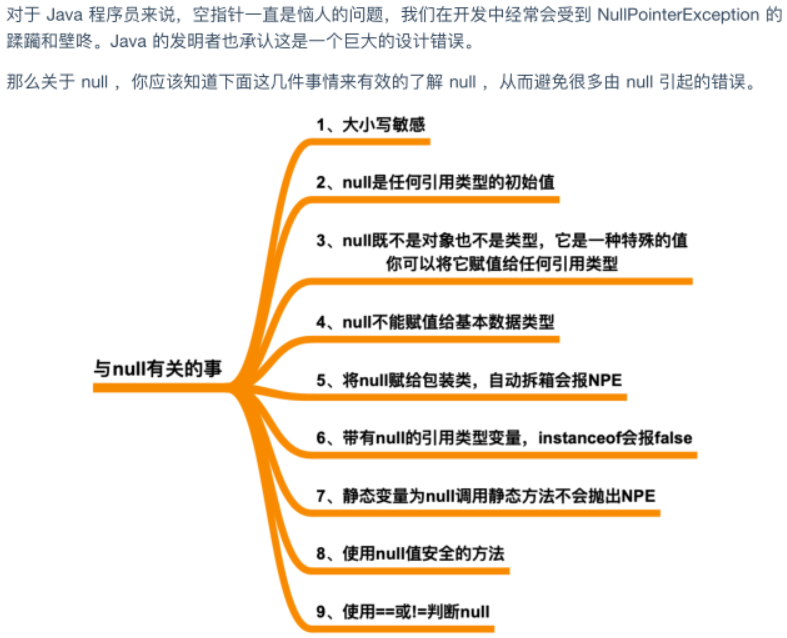 对于 Java 程序员来说，空指针一直是恼人的问题，我们在开发中经常会受到 NullPointerException 的
蹂躏和壁咚。Java 的发明者也承认这是一个巨大的设计错误。
那么关于 null ，你应该知道下面这几件事情来有效的了解 null ，从而避免很多由 null 引起的错误。
1、大小写敏感
2、null是任何引用类型的初始值
3、null既不是对象也不是类型，它是一种特殊的值
你可以将它赋值给任何引用类型
4、null不能赋值给基本数据类型
与null有关的事
5、将null赋给包装类，自动拆箱会报NPE
6、带有null的引用类型变量，instanceof会报false
7、静态变量为null调用静态方法不会抛出NPE
8、使用null值安全的方法
9、使用==或!=判断null